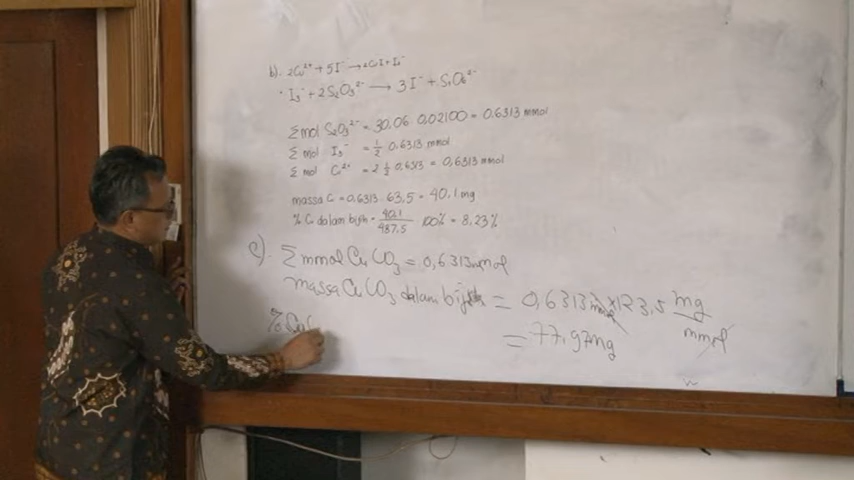 b). 2Cu²⁺ + 5I⁻ → 2CuI + I₃⁻
• I₃⁻ + 2S₂O₃²⁻ → 3I⁻ + S₄O₆²⁻
Σ mol S₂O₃²⁻ = 30,06 0,02100 = 0,6313 mmol
Σ mol I₃⁻ = 1/2 0,6313 mmol
Σ mol Cu²⁺ = 2 1/2 0,6313 = 0,6313 mmol
massa Cu = 0,6313 63,5 = 40,1 mg
% Cu dalam bijih = 40,1/487,5 100% = 8,23%
c). Σ mmol CuCO₃ = 0,6313 mmol
massa CuCO₃ dalam bijih = 0,6313 mmol × 123,5 mg/mmol
= 77,97 mg
% Cu